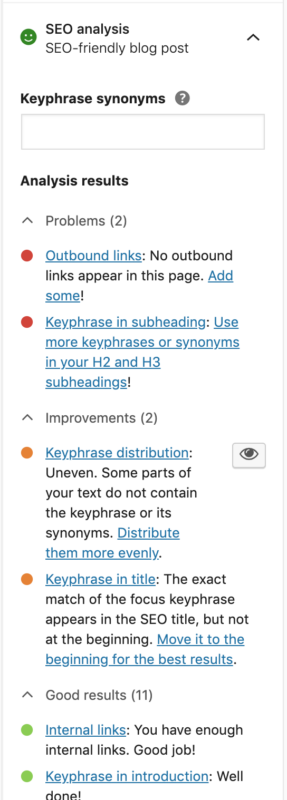 SEO analysis
SEO-friendly blog post
Keyphrase synonyms ?
Analysis results
Problems (2)
Outbound links: No outbound
links appear in this page. Add
some!
Keyphrase in subheading: Use
more keyphrases or synonyms
in your H2 and H3
subheadings!
Improvements (2)
Keyphrase distribution:
Uneven. Some parts of
your text do not contain
the keyphrase or its
synonyms. Distribute
them more evenly.
Keyphrase in title: The exact
match of the focus keyphrase
appears in the SEO title, but not
at the beginning. Move it to the
beginning for the best results.
Good results (11)
Internal links: You have enough
internal links. Good job!
Keyphrase in introduction: Well
done!